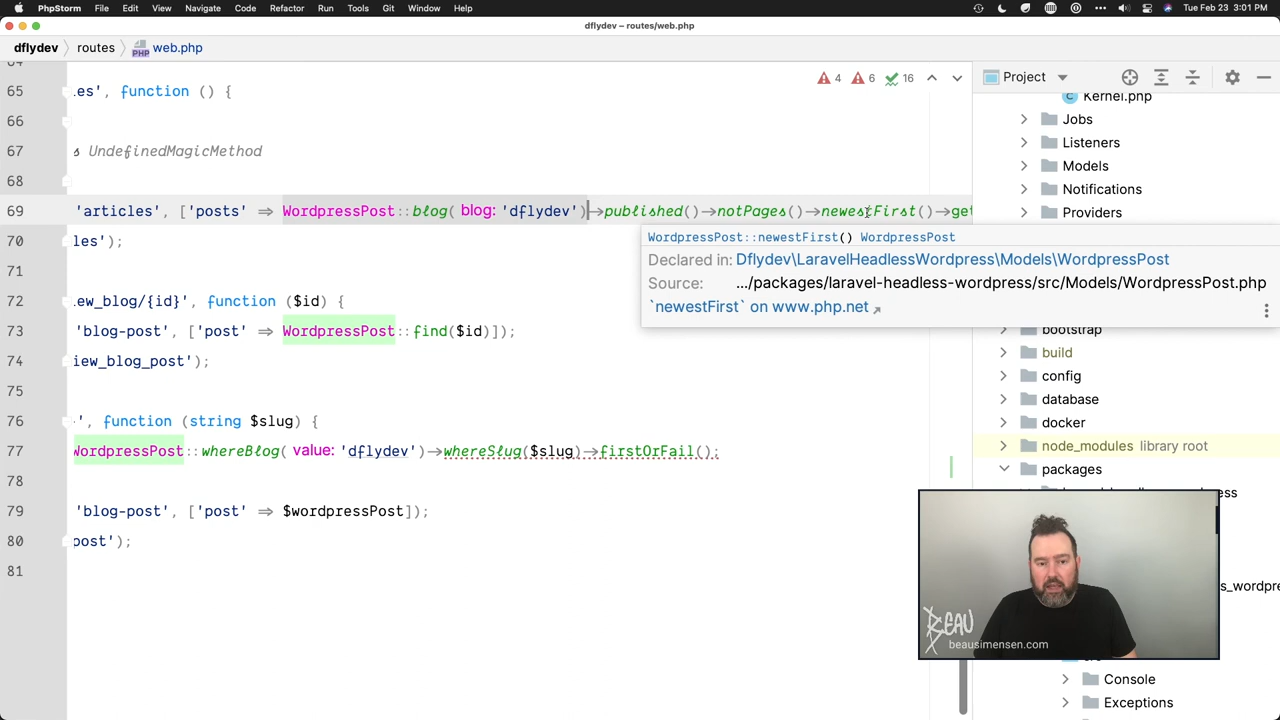 PhpStorm File Edit View Navigate Code Refactor Run Tools Git Window Help Tue Feb 23 3:01 PM
dflydev – routes/web.php
dflydev routes PHP web.php
4 6 16 Project
Kernel.php
65 les', function () {
Jobs
66
Listeners
67 s UndefinedMagicMethod
Models
68
Notifications
69 'articles', ['posts' => WordpressPost::blog( blog: 'dflydev')->published()->notPages()->newestFirst()->get
Providers
WordpressPost::newestFirst() WordpressPost
70 les');
Declared in: Dflydev\LaravelHeadlessWordpress\Models\WordpressPost
71
Source: .../packages/laravel-headless-wordpress/src/Models/WordpressPost.php
72 iew_blog/{id}', function ($id) {
`newestFirst` on www.php.net
73 'blog-post', ['post' => WordpressPost::find($id)]);
bootstrap
build
74 iew_blog_post');
config
75
database
76 -', function (string $slug) {
docker
77 WordpressPost::whereBlog( value: 'dflydev')->whereSlug($slug)->firstOrFail();
node_modules library root
packages
78
79 'blog-post', ['post' => $wordpressPost]);
80 post');
81
s_wordpre
BEAU
beausimensen.com
Console
Exceptions